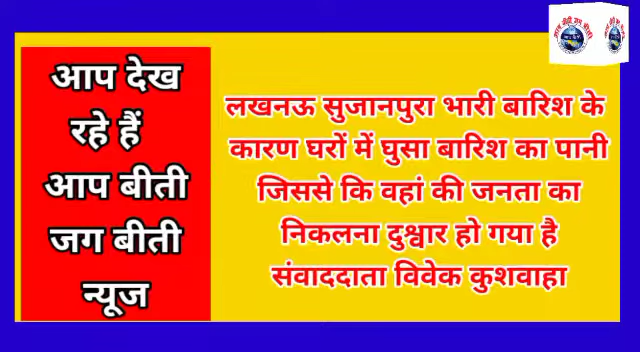 आप देख
रहे हैं
आप बीती
जग बीती
न्यूज
लखनऊ सुजानपुरा भारी बारिश के
कारण घरों में घुसा बारिश का पानी
जिससे कि वहां की जनता का
निकलना दुश्वार हो गया है
संवाददाता विवेक कुशवाहा